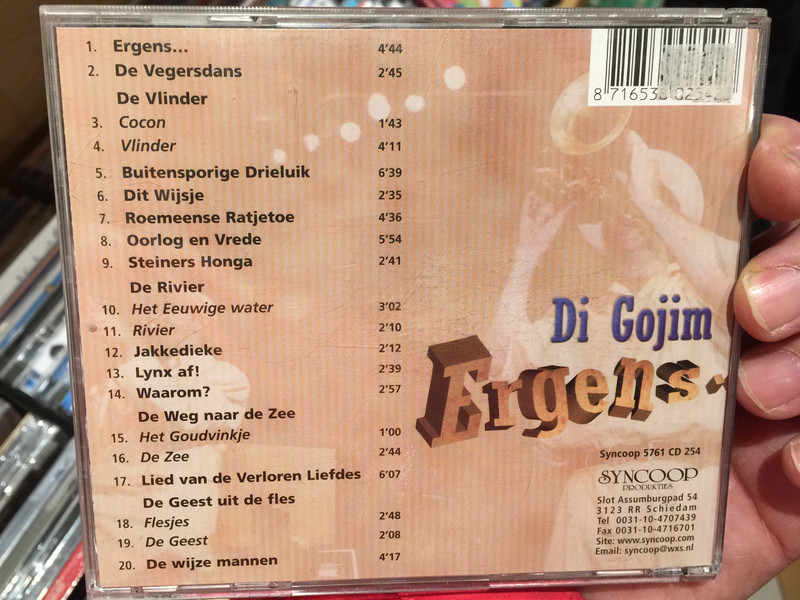 1. Ergens... 4'44
2. De Vegersdans 2'45
De Vlinder
3. Cocon 1'43
4. Vlinder 4'11
5. Buitensporige Drieluik 6'39
6. Dit Wijsje 2'35
7. Roemeense Ratjetoe 4'36
8. Oorlog en Vrede 5'54
9. Steiners Honga 2'41
De Rivier
10. Het Eeuwige water 3'02
11. Rivier 2'10
12. Jakkedieke 2'12
13. Lynx af! 2'39
14. Waarom? 2'57
De Weg naar de Zee
15. Het Goudvinkje 1'00
16. De Zee 2'44
17. Lied van de Verloren Liefdes 6'07
De Geest uit de fles
18. Flesjes 2'48
19. De Geest 2'08
20. De wijze mannen 4'17
Di Gojim
Ergens..
Syncoop 5761 CD 254
SYNCOOP
PRODUKTIES
Slot Assumburgpad 54
3123 RR Schiedam
Tel 0031-10-4707439
Fax 0031-10-4716701
Site: www.syncoop.com
Email: syncoop@wxs.nl